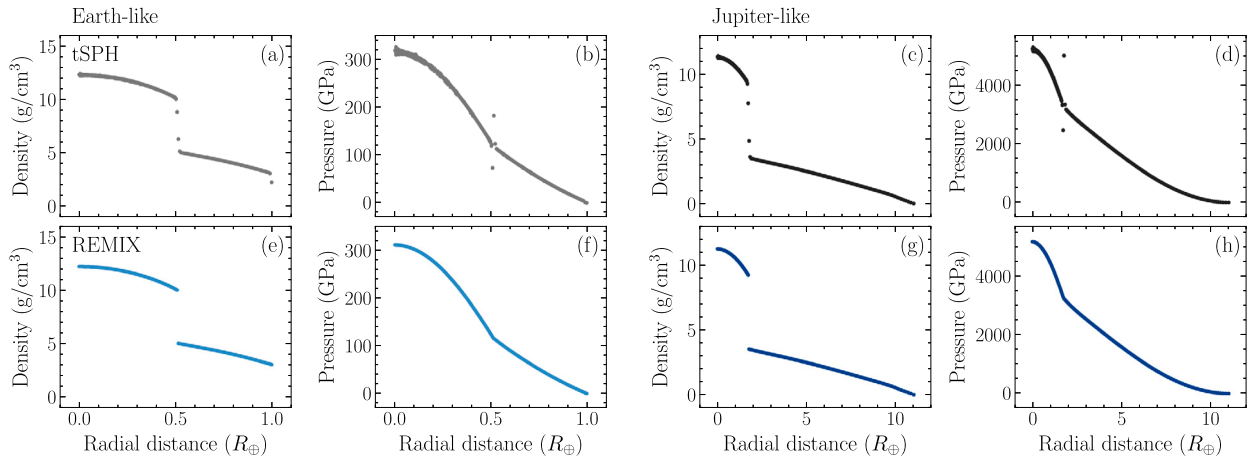 Earth-like
Jupiter-like
tSPH
(a)
(b)
(c)
(d)
Density (g/cm³)
15
10
5
0
Pressure (GPa)
300
200
100
0
Density (g/cm³)
10
5
0
Pressure (GPa)
4000
2000
0
REMIX
(e)
(f)
(g)
(h)
Density (g/cm³)
15
10
5
0
0.0 0.5 1.0
Radial distance (R⊕)
Pressure (GPa)
300
200
100
0
0.0 0.5 1.0
Radial distance (R⊕)
Density (g/cm³)
10
5
0
0 5 10
Radial distance (R⊕)
Pressure (GPa)
4000
2000
0
0 5 10
Radial distance (R⊕)